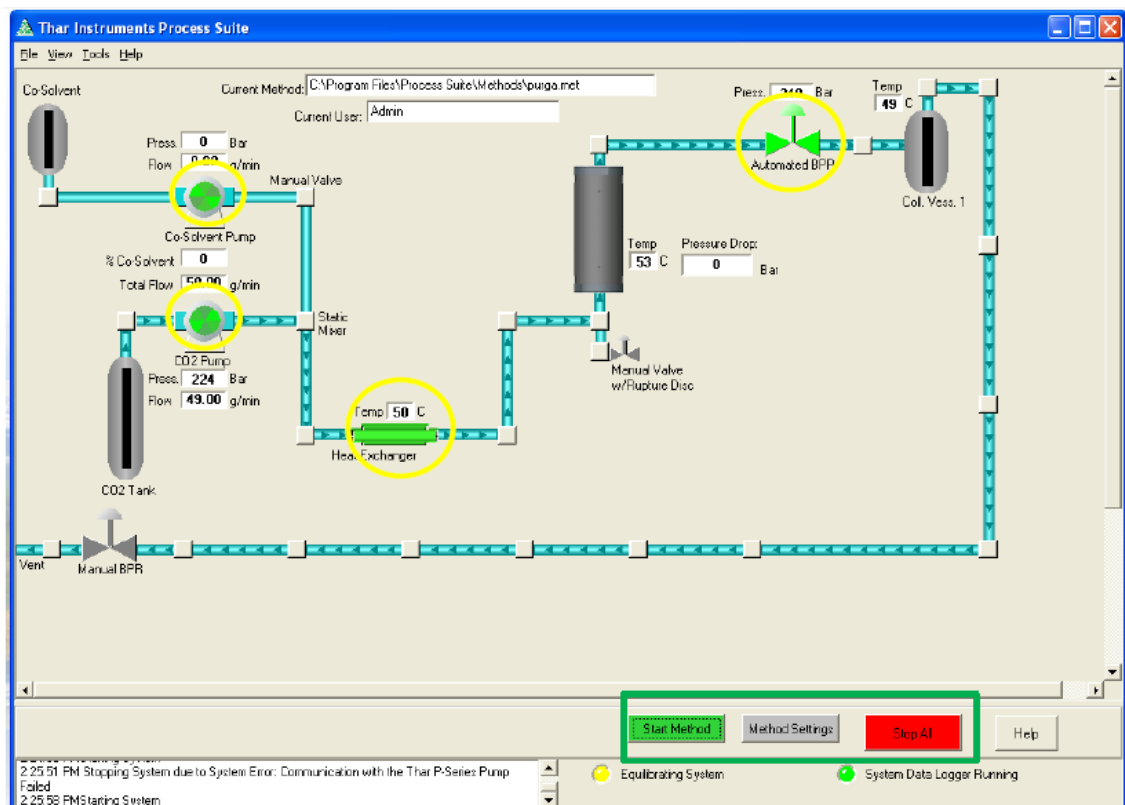 Thar Instruments Process Suite
File View Tools Help
Co-Solvent
Current Method: C:\Program Files\Process Suite\Methods\purga.met
Current User: Admin
Press. Bar
Temp
49 C
Press. 0 Bar
Flow g/min
Manual Valve
Automated BPR
Coll. Vess. 1
Co-Solvent Pump
% Co-Solvent 0
Total Flow 50.00 g/min
Temp
53 C
Pressure Drop:
0 Bar
Static
Mixer
CO2 Pump
Press. 224 Bar
Flow 49.00 g/min
Manual Valve
w/Rupture Disc
Temp 50 C
Heat Exchanger
CO2 Tank
Vent
Manual BPR
Start Method
Method Settings
Stop All
Help
2:25:51 PM Stopping System due to System Error: Communication with the Thar P-Series Pump
Failed
2:25:58 PM Starting System
Equilibrating System
System Data Logger Running